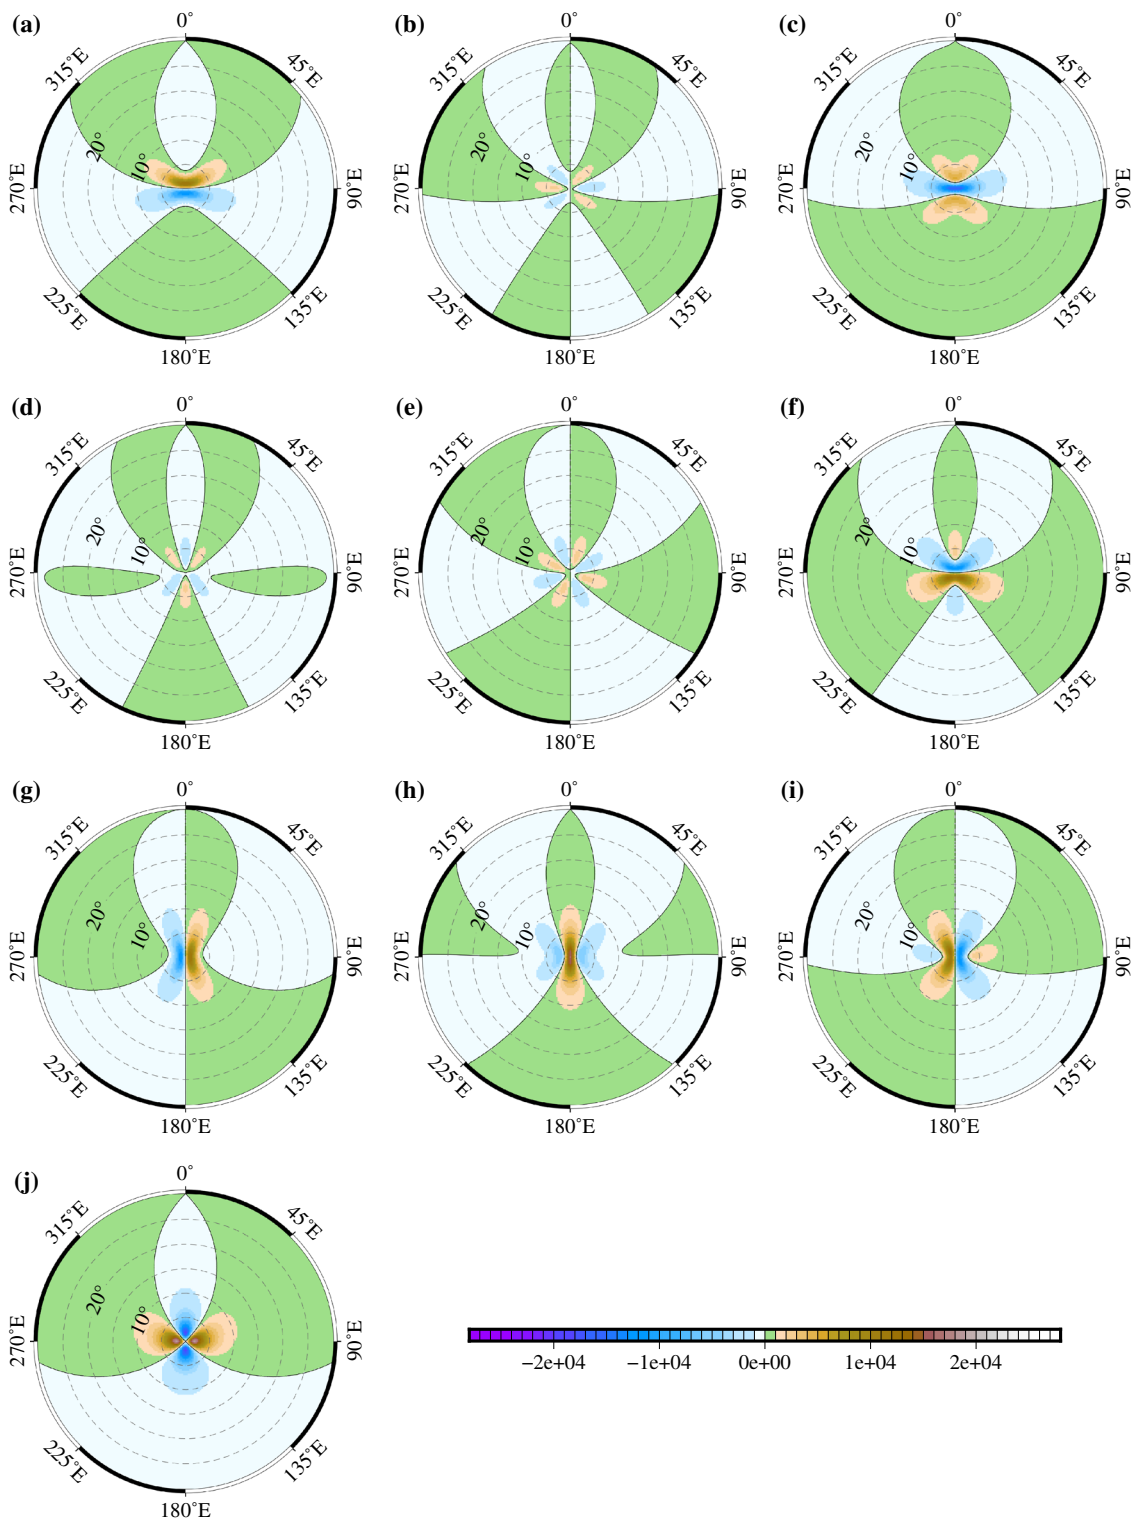 (a) 0° (b) 0° (c) 0°
315°E 45°E 315°E 45°E 315°E 45°E
20° 10° 20° 10° 20° 10°
270°E 90°E 270°E 90°E 270°E 90°E
225°E 135°E 225°E 135°E 225°E 135°E
180°E 180°E 180°E
(d) 0° (e) 0° (f) 0°
315°E 45°E 315°E 45°E 315°E 45°E
20° 10° 20° 10° 20° 10°
270°E 90°E 270°E 90°E 270°E 90°E
225°E 135°E 225°E 135°E 225°E 135°E
180°E 180°E 180°E
(g) 0° (h) 0° (i) 0°
315°E 45°E 315°E 45°E 315°E 45°E
20° 10° 20° 10° 20° 10°
270°E 90°E 270°E 90°E 270°E 90°E
225°E 135°E 225°E 135°E 225°E 135°E
180°E 180°E 180°E
(j) 0°
315°E 45°E
20° 10°
270°E 90°E
225°E 135°E
180°E
−2e+04 −1e+04 0e+00 1e+04 2e+04